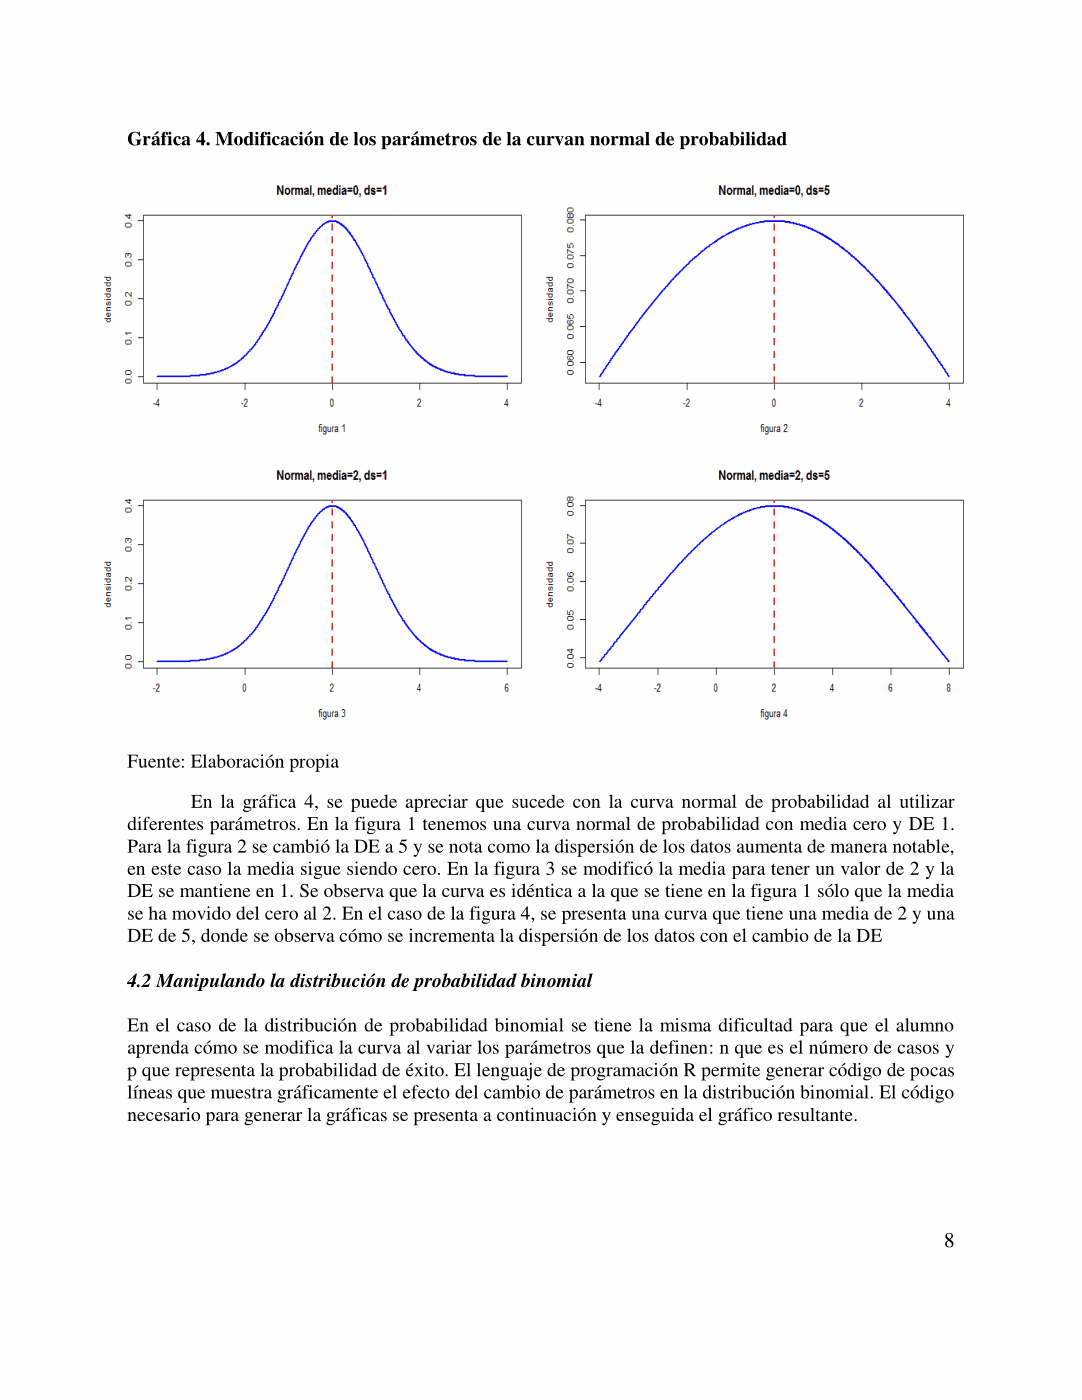 Gráfica 4. Modificación de los parámetros de la curvan normal de probabilidad
Normal, media=0, ds=1
densidadd
0.0 0.1 0.2 0.3 0.4
-4 -2 0 2 4
figura 1
Normal, media=0, ds=5
densidadd
0.060 0.065 0.070 0.075 0.080
-4 -2 0 2 4
figura 2
Normal, media=2, ds=1
densidadd
0.0 0.1 0.2 0.3 0.4
-2 0 2 4 6
figura 3
Normal, media=2, ds=5
densidadd
0.04 0.05 0.06 0.07 0.08
-4 -2 0 2 4 6 8
figura 4
Fuente: Elaboración propia
En la gráfica 4, se puede apreciar que sucede con la curva normal de probabilidad al utilizar
diferentes parámetros. En la figura 1 tenemos una curva normal de probabilidad con media cero y DE 1.
Para la figura 2 se cambió la DE a 5 y se nota como la dispersión de los datos aumenta de manera notable,
en este caso la media sigue siendo cero. En la figura 3 se modificó la media para tener un valor de 2 y la
DE se mantiene en 1. Se observa que la curva es idéntica a la que se tiene en la figura 1 sólo que la media
se ha movido del cero al 2. En el caso de la figura 4, se presenta una curva que tiene una media de 2 y una
DE de 5, donde se observa cómo se incrementa la dispersión de los datos con el cambio de la DE
4.2 Manipulando la distribución de probabilidad binomial
En el caso de la distribución de probabilidad binomial se tiene la misma dificultad para que el alumno
aprenda cómo se modifica la curva al variar los parámetros que la definen: n que es el número de casos y
p que representa la probabilidad de éxito. El lenguaje de programación R permite generar código de pocas
líneas que muestra gráficamente el efecto del cambio de parámetros en la distribución binomial. El código
necesario para generar la gráficas se presenta a continuación y enseguida el gráfico resultante.
8